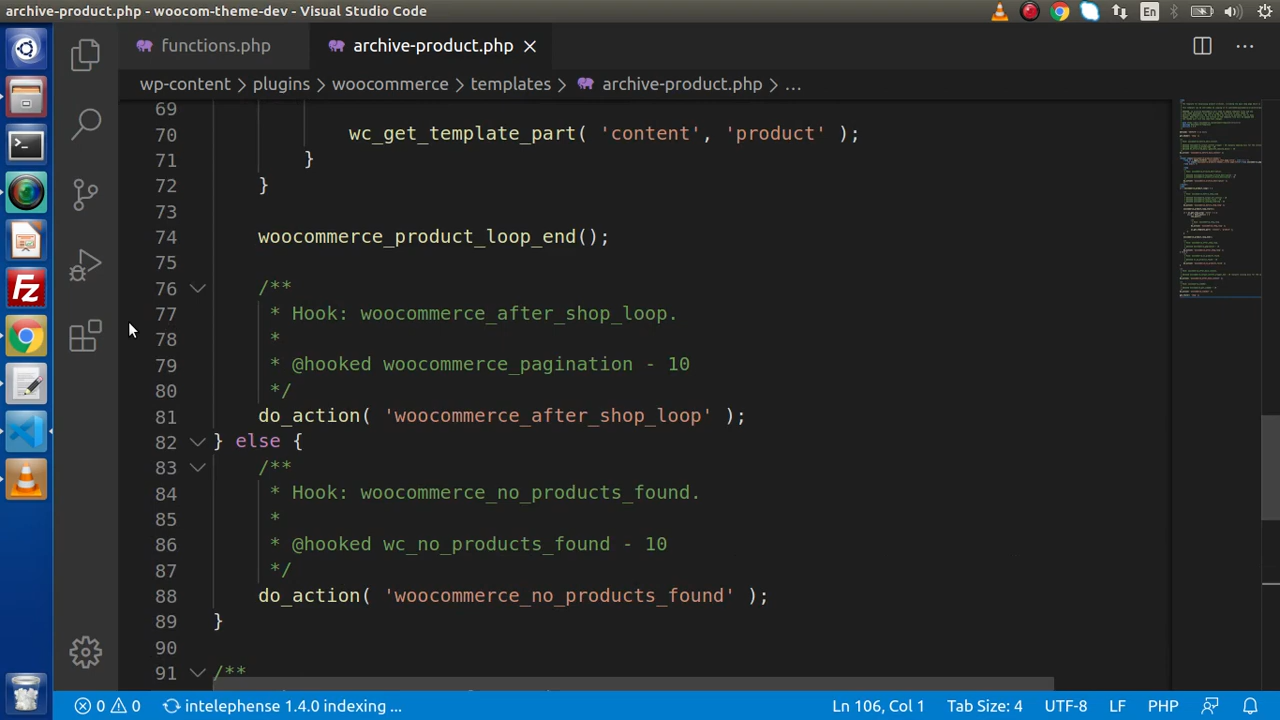 archive-product.php - woocom-theme-dev - Visual Studio Code
En
functions.php
archive-product.php
wp-content > plugins > woocommerce > templates > archive-product.php > ...
69
70 wc_get_template_part( 'content', 'product' );
71 }
72 }
73
74 woocommerce_product_loop_end();
75
76 /**
77 * Hook: woocommerce_after_shop_loop.
78 *
79 * @hooked woocommerce_pagination - 10
80 */
81 do_action( 'woocommerce_after_shop_loop' );
82 } else {
83 /**
84 * Hook: woocommerce_no_products_found.
85 *
86 * @hooked wc_no_products_found - 10
87 */
88 do_action( 'woocommerce_no_products_found' );
89 }
90
91 /**
0 0 intelephense 1.4.0 indexing ... Ln 106, Col 1 Tab Size: 4 UTF-8 LF PHP